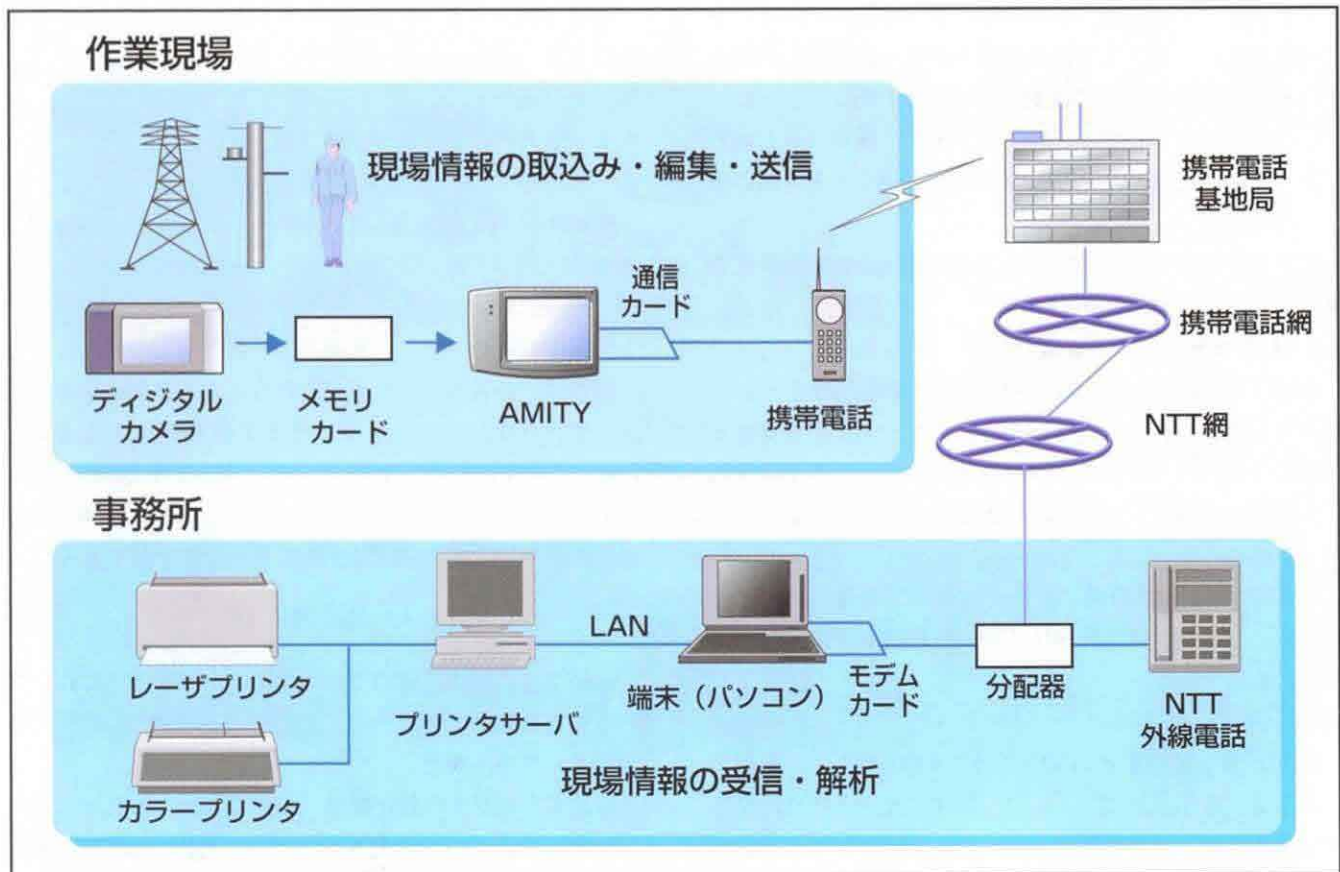 作業現場
現場情報の取込み・編集・送信
ディジタル
カメラ
メモリ
カード
AMITY
通信
カード
携帯電話
携帯電話
基地局
携帯電話網
NTT網
事務所
レーザプリンタ
カラープリンタ
プリンタサーバ
LAN
端末（パソコン）
モデム
カード
分配器
NTT
外線電話
現場情報の受信・解析